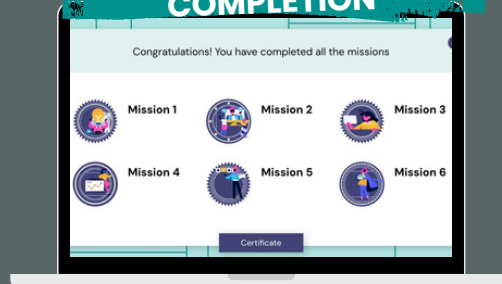 COMPLETION
Congratulations! You have completed all the missions
Mission 1
Mission 2
Mission 3
Mission 4
Mission 5
Mission 6
Certificate